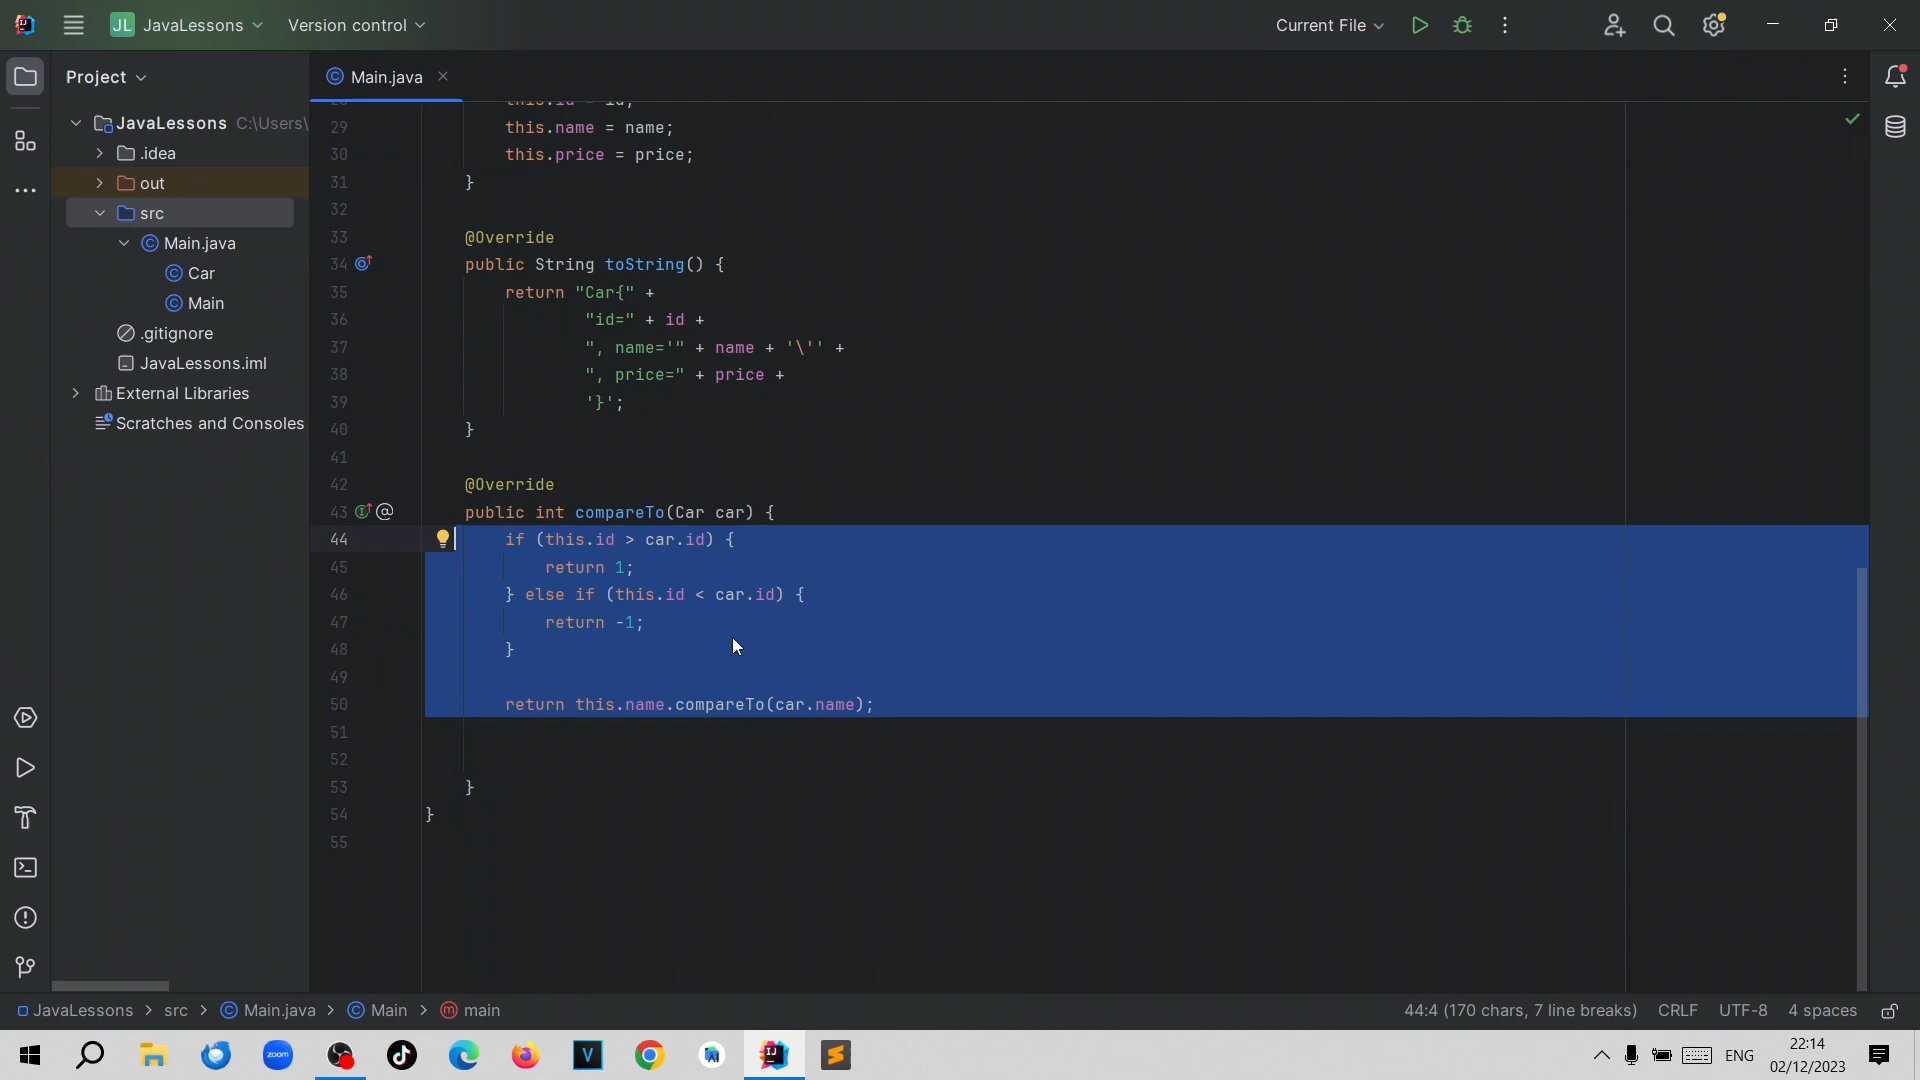 JL JavaLessons Version control Current File
Project
Main.java
JavaLessons C:\Users\
.idea
out
src
Main.java
Car
Main
.gitignore
JavaLessons.iml
External Libraries
Scratches and Consoles
29 this.name = name;
30 this.price = price;
31 }
32
33 @Override
34 public String toString() {
35 return "Car{" +
36 "id=" + id +
37 ", name='" + name + '\'' +
38 ", price=" + price +
39 '}';
40 }
41
42 @Override
43 public int compareTo(Car car) {
44 if (this.id > car.id) {
45 return 1;
46 } else if (this.id < car.id) {
47 return -1;
48 }
49
50 return this.name.compareTo(car.name);
51
52
53 }
54 }
55
JavaLessons > src > Main.java > Main > main 44:4 (170 chars, 7 line breaks) CRLF UTF-8 4 spaces
zoom
V
ENG
22:14
02/12/2023